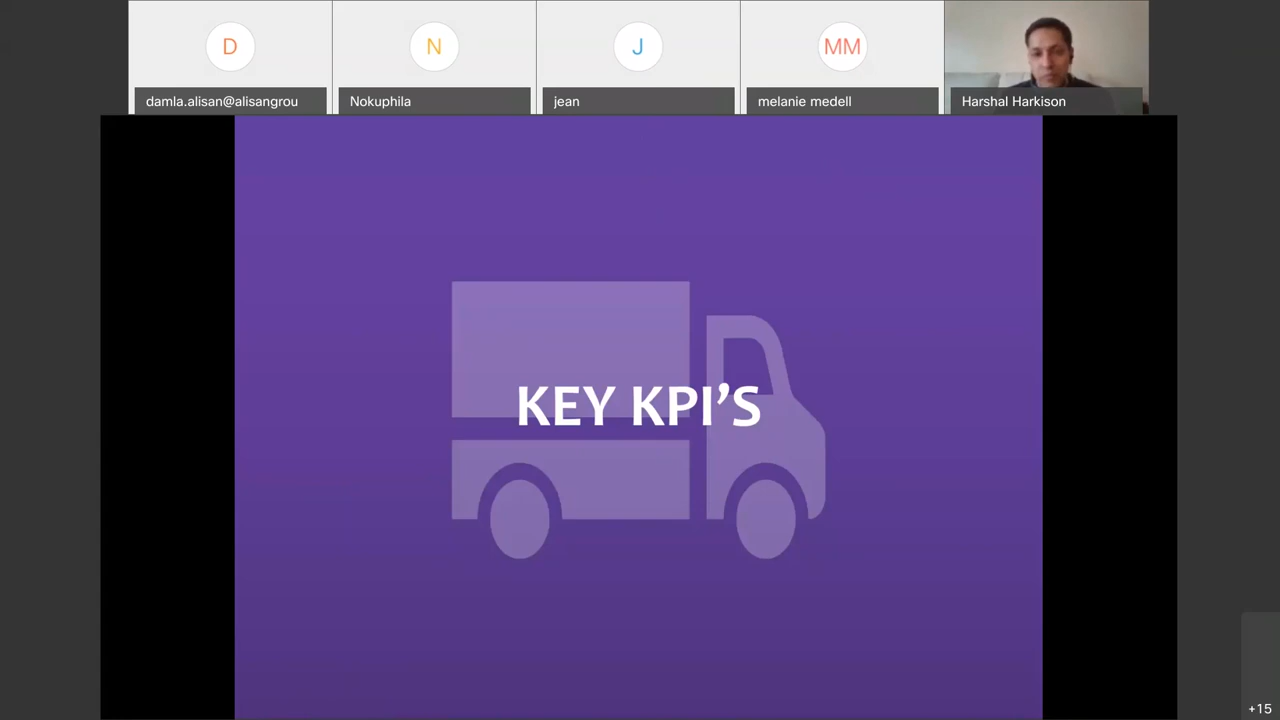 D
N
J
MM
damla.alisan@alisangrou
Nokuphila
jean
melanie medell
Harshal Harkison
KEY KPI’S
+15